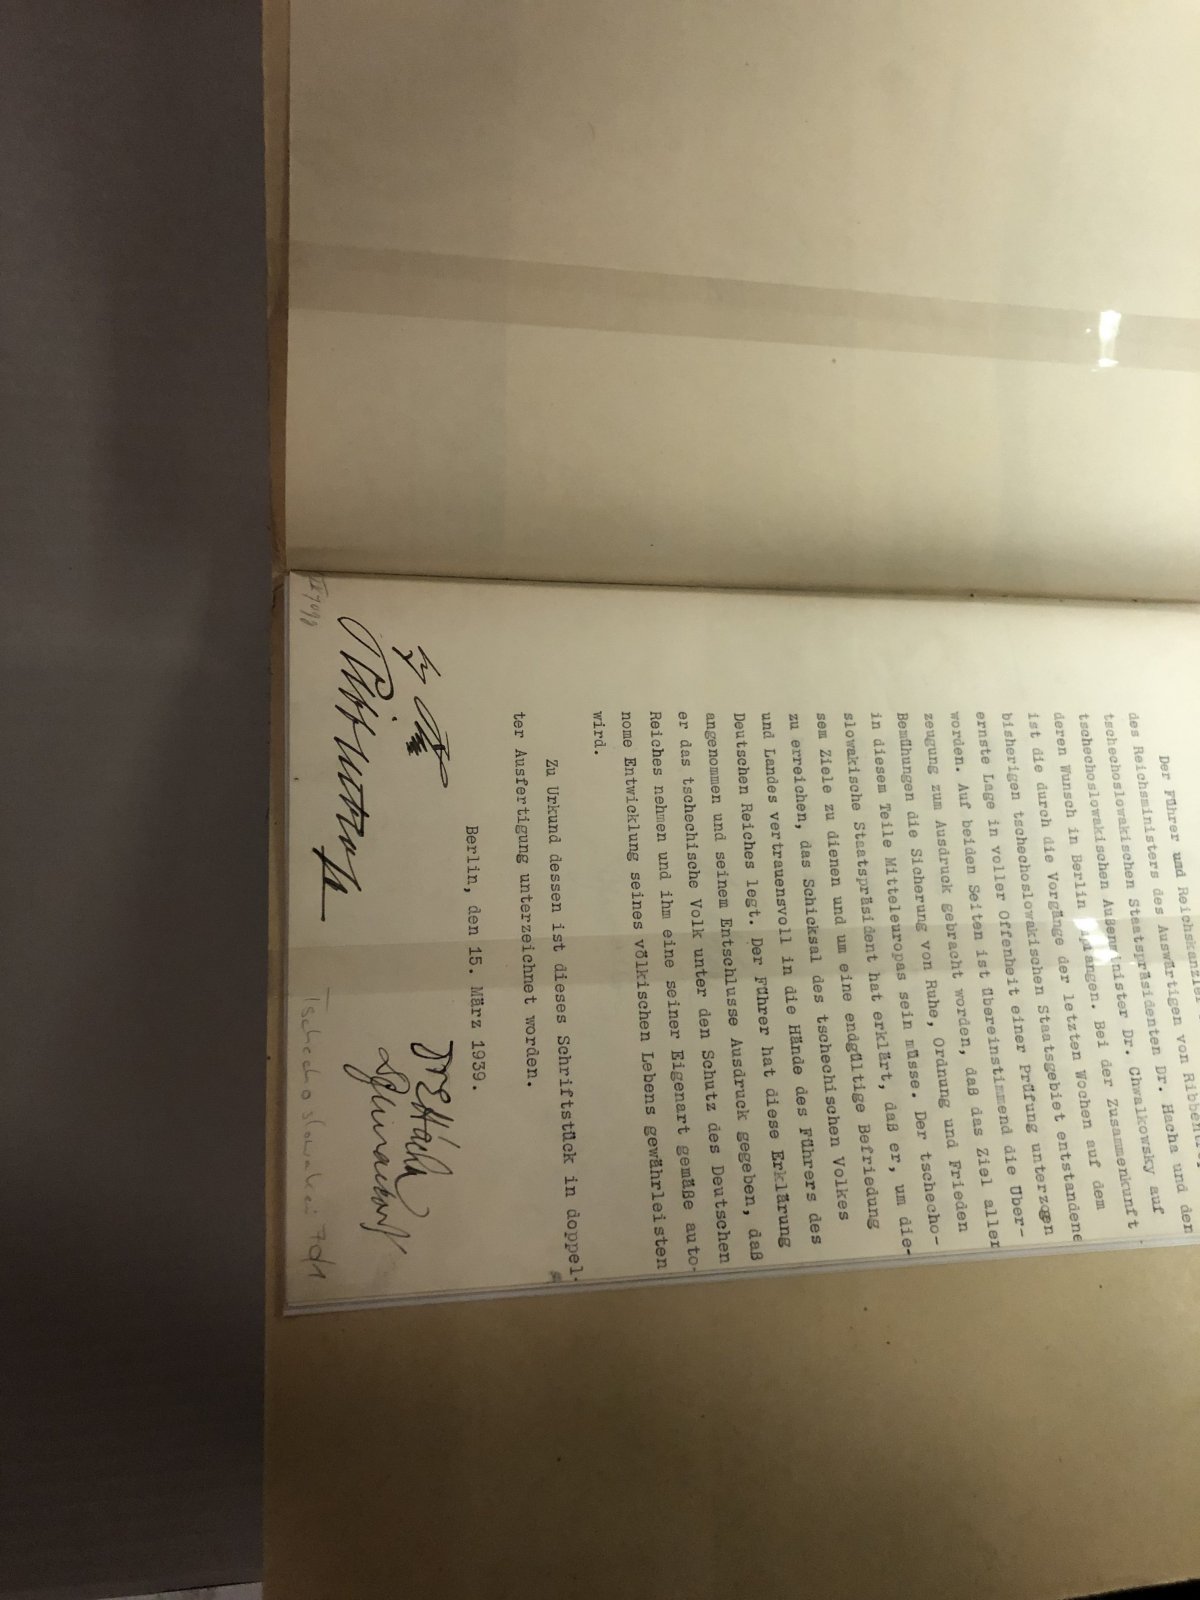 Der Führer und Reichskanzler
des Reichsministers des Auswärtigen von Ribbentrop
tschechoslowakischen Staatspräsidenten Dr. Hacha und den
tschechoslowakischen Außenminister Dr. Chwalkowsky auf
deren Wunsch in Berlin empfangen. Bei der Zusammenkunft
ist die durch die Vorgänge der letzten Wochen auf dem
bisherigen tschechoslowakischen Staatsgebiet entstandene
ernste Lage in voller Offenheit einer Prüfung unterzogen
worden. Auf beiden Seiten ist übereinstimmend die Über-
zeugung zum Ausdruck gebracht worden, daß das Ziel aller
Bemühungen die Sicherung von Ruhe, Ordnung und Frieden
in diesem Teile Mitteleuropas sein müsse. Der tschecho-
slowakische Staatspräsident hat erklärt, daß er, um die-
sem Ziele zu dienen und um eine endgültige Befriedung
zu erreichen, das Schicksal des tschechischen Volkes
und Landes vertrauensvoll in die Hände des Führers des
Deutschen Reiches legt. Der Führer hat diese Erklärung
angenommen und seinem Entschlusse Ausdruck gegeben, daß
er das tschechische Volk unter den Schutz des Deutschen
Reiches nehmen und ihm eine seiner Eigenart gemäße auto-
nome Entwicklung seines völkischen Lebens gewährleisten
wird.
Zu Urkund dessen ist dieses Schriftstück in doppel-
ter Ausfertigung unterzeichnet worden.
Berlin, den 15. März 1939.
Dr. E Hácha
Ribbentrop
Tschechoslowakei 7d1